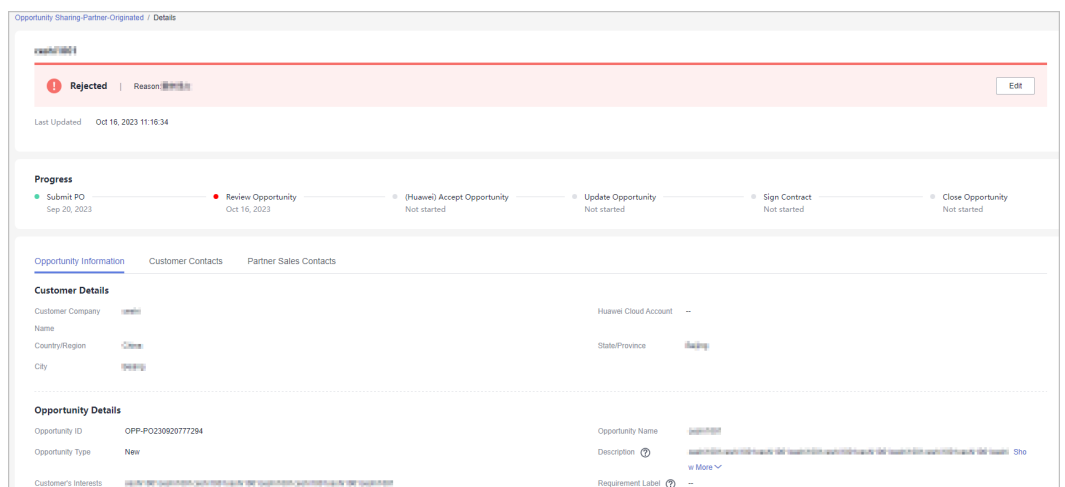 Opportunity Sharing-Partner-Originated / Details
Rejected | Reason:
Edit
Last Updated Oct 16, 2023 11:16:34
Progress
Submit PO
Review Opportunity
(Huawei) Accept Opportunity
Update Opportunity
Sign Contract
Close Opportunity
Sep 20, 2023
Oct 16, 2023
Not started
Not started
Not started
Not started
Opportunity Information
Customer Contacts
Partner Sales Contacts
Customer Details
Customer Company
Name
Huawei Cloud Account --
Country/Region
State/Province
City
Opportunity Details
Opportunity ID OPP-PO230920777294
Opportunity Name
Opportunity Type New
Description
Sho
w More
Customer's Interests
Requirement Label --